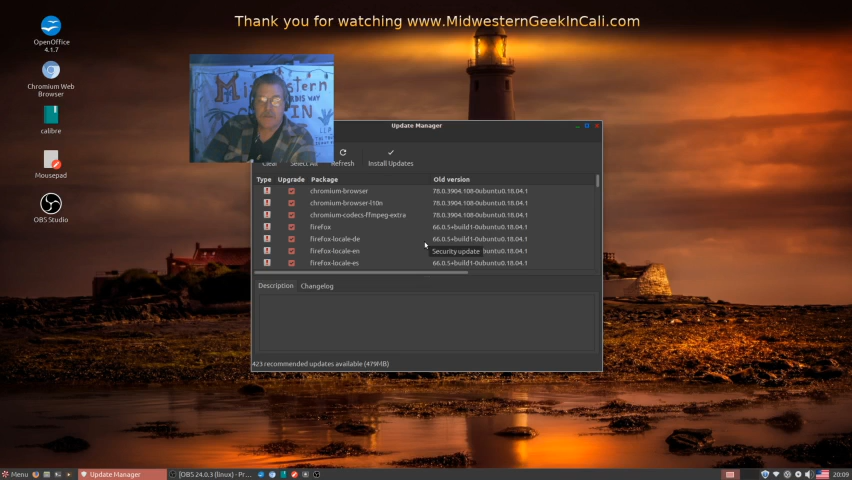 Thank you for watching www.MidwesternGeekInCali.com
OpenOffice
4.1.7
Chromium Web
Browser
calibre
Mousepad
OBS Studio
Update Manager
Clear Select All Refresh Install Updates
Type Upgrade Package Old version
chromium-browser 78.0.3904.108-0ubuntu0.18.04.1
chromium-browser-l10n 78.0.3904.108-0ubuntu0.18.04.1
chromium-codecs-ffmpeg-extra 78.0.3904.108-0ubuntu0.18.04.1
firefox 66.0.5+build1-0ubuntu0.18.04.1
firefox-locale-de 66.0.5+build1-0ubuntu0.18.04.1
firefox-locale-en Security update
firefox-locale-es 66.0.5+build1-0ubuntu0.18.04.1
Description Changelog
423 recommended updates available (479MB)
Menu Update Manager [OBS 24.0.3 (linux) - Pr... 20:09